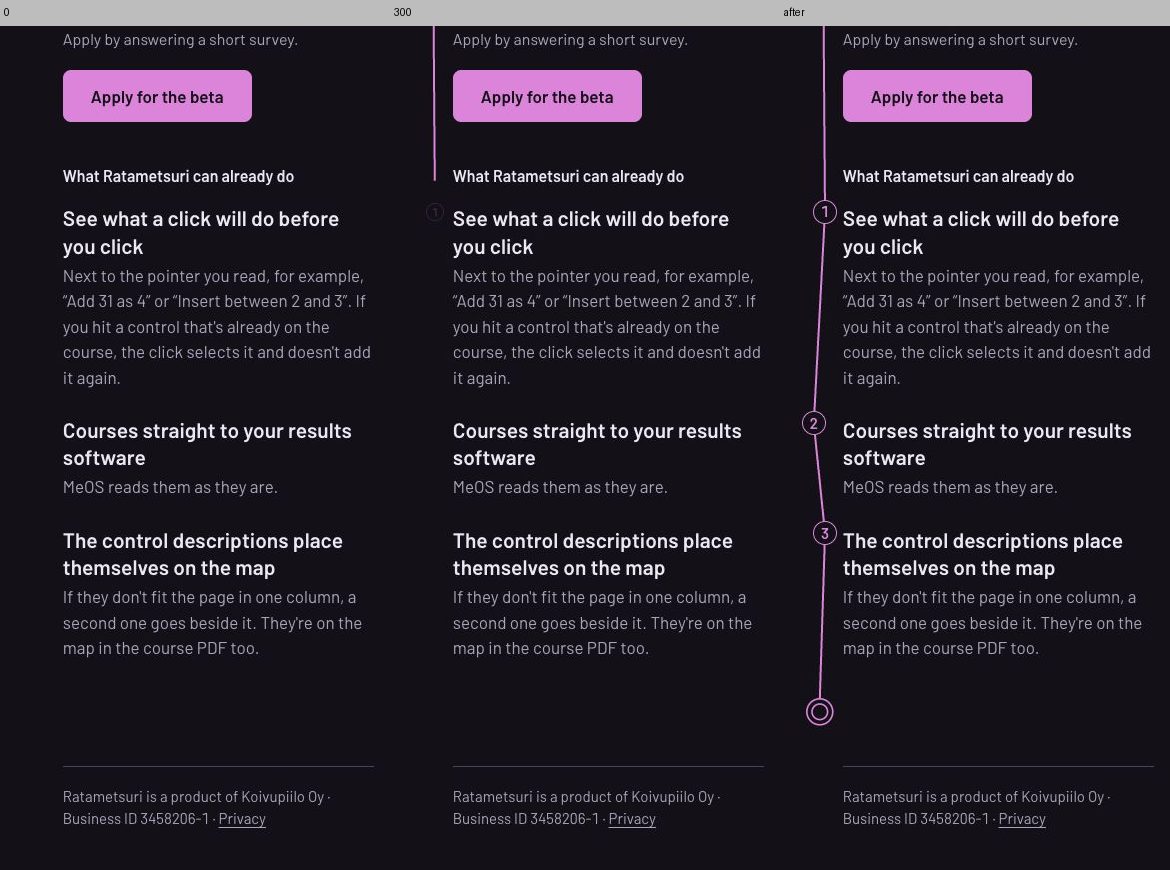 0
300
after
Apply by answering a short survey.
Apply for the beta
What Ratametsuri can already do
See what a click will do before
you click
Next to the pointer you read, for example,
“Add 31 as 4” or “Insert between 2 and 3”. If
you hit a control that's already on the
course, the click selects it and doesn't add
it again.
Courses straight to your results
software
MeOS reads them as they are.
The control descriptions place
themselves on the map
If they don't fit the page in one column, a
second one goes beside it. They're on the
map in the course PDF too.
Ratametsuri is a product of Koivupiilo Oy ·
Business ID 3458206-1 · Privacy
Apply by answering a short survey.
Apply for the beta
What Ratametsuri can already do
1
See what a click will do before
you click
Next to the pointer you read, for example,
“Add 31 as 4” or “Insert between 2 and 3”. If
you hit a control that's already on the
course, the click selects it and doesn't add
it again.
Courses straight to your results
software
MeOS reads them as they are.
The control descriptions place
themselves on the map
If they don't fit the page in one column, a
second one goes beside it. They're on the
map in the course PDF too.
Ratametsuri is a product of Koivupiilo Oy ·
Business ID 3458206-1 · Privacy
Apply by answering a short survey.
Apply for the beta
What Ratametsuri can already do
1
See what a click will do before
you click
Next to the pointer you read, for example,
“Add 31 as 4” or “Insert between 2 and 3”. If
you hit a control that's already on the
course, the click selects it and doesn't add
it again.
2
Courses straight to your results
software
MeOS reads them as they are.
3
The control descriptions place
themselves on the map
If they don't fit the page in one column, a
second one goes beside it. They're on the
map in the course PDF too.
Ratametsuri is a product of Koivupiilo Oy ·
Business ID 3458206-1 · Privacy